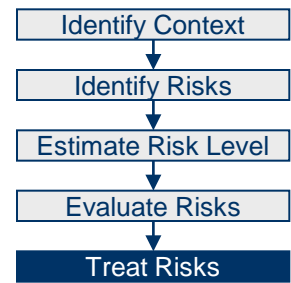 Identify Context
Identify Risks
Estimate Risk Level
Evaluate Risks
Treat Risks